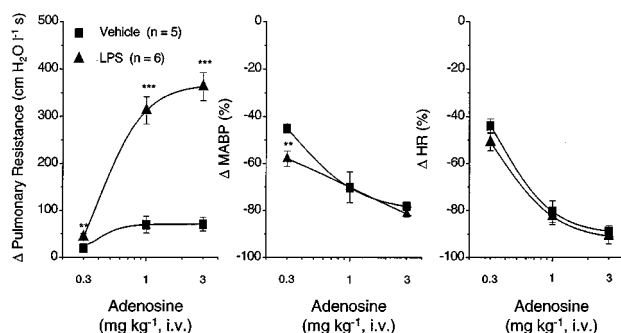 Δ Pulmonary Resistance (cm H₂O l⁻¹ s)
400
300
200
100
0
Vehicle (n = 5)
LPS (n = 6)
**
***
***
0.3
1
3
Adenosine
(mg kg⁻¹, i.v.)
Δ MABP (%)
0
-20
-40
-60
-80
-100
**
0.3
1
3
Adenosine
(mg kg⁻¹, i.v.)
Δ HR (%)
0
-20
-40
-60
-80
-100
0.3
1
3
Adenosine
(mg kg⁻¹, i.v.)